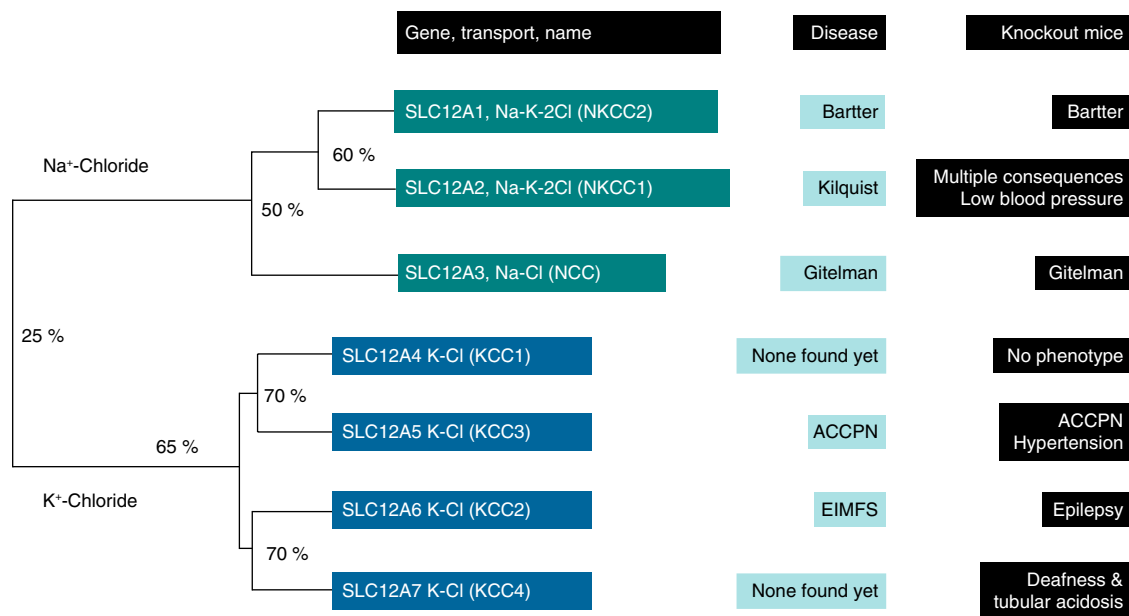 Gene, transport, name
Disease
Knockout mice
SLC12A1, Na-K-2Cl (NKCC2)
Bartter
Bartter
Na⁺-Chloride
60 %
SLC12A2, Na-K-2Cl (NKCC1)
Kilquist
Multiple consequences
Low blood pressure
50 %
SLC12A3, Na-Cl (NCC)
Gitelman
Gitelman
25 %
SLC12A4 K-Cl (KCC1)
None found yet
No phenotype
70 %
SLC12A5 K-Cl (KCC3)
ACCPN
ACCPN
Hypertension
65 %
K⁺-Chloride
SLC12A6 K-Cl (KCC2)
EIMFS
Epilepsy
70 %
SLC12A7 K-Cl (KCC4)
None found yet
Deafness &
tubular acidosis